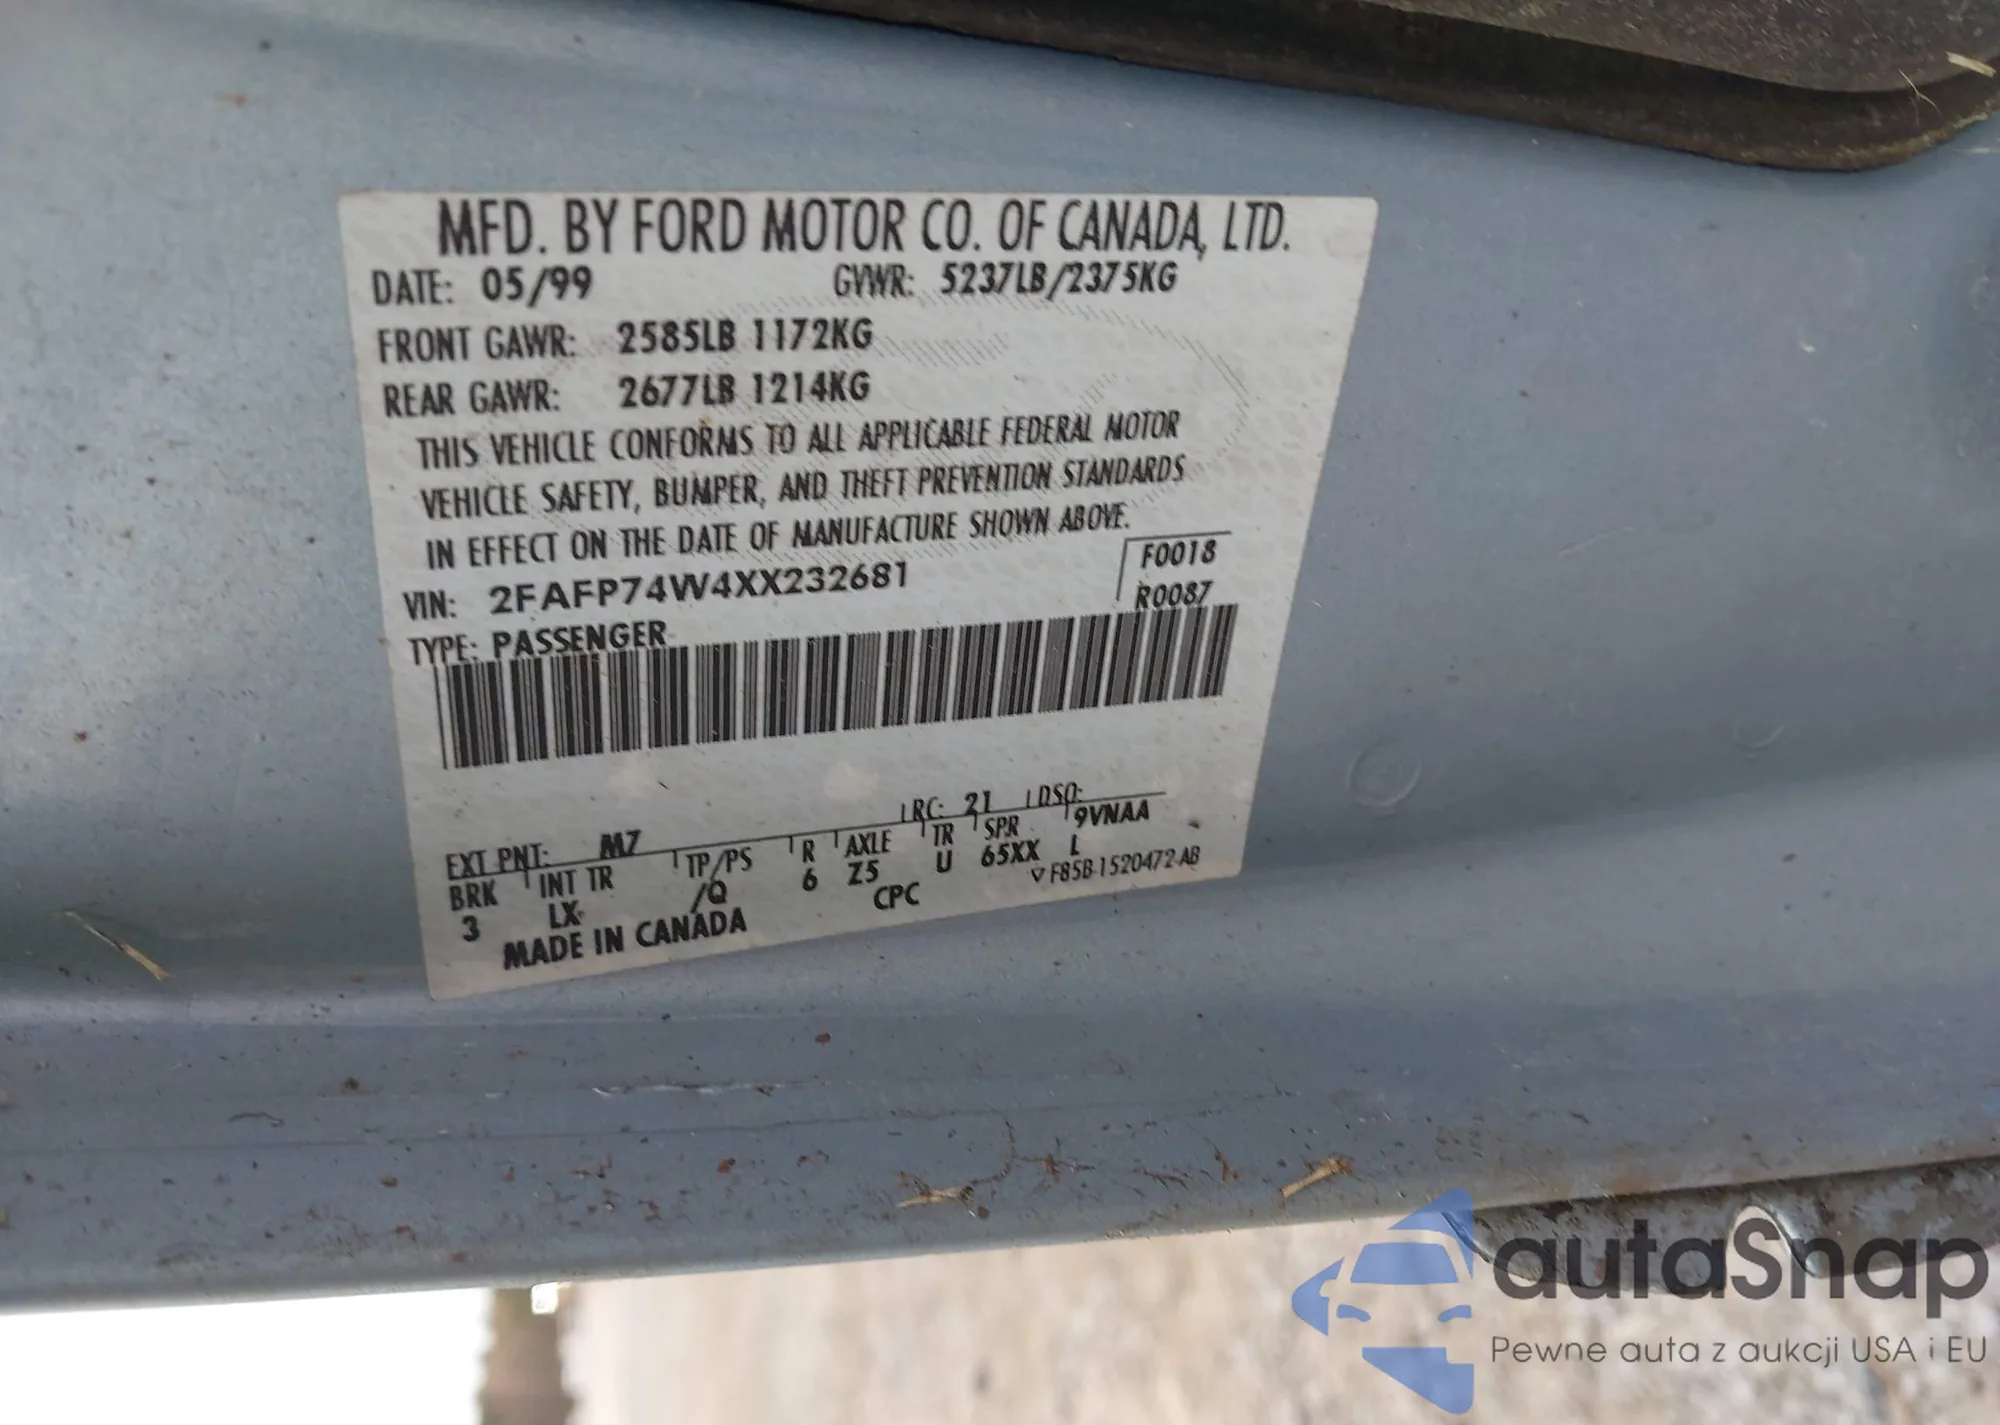 MFD. BY FORD MOTOR CO. OF CANADA, LTD.
DATE: 05/99 GVWR: 5237LB/2375KG
FRONT GAWR: 2585LB 1172KG
REAR GAWR: 2677LB 1214KG
THIS VEHICLE CONFORMS TO ALL APPLICABLE FEDERAL MOTOR
VEHICLE SAFETY, BUMPER, AND THEFT PREVENTION STANDARDS
IN EFFECT ON THE DATE OF MANUFACTURE SHOWN ABOVE.
VIN: 2FAFP74W4XX232681 F0018
TYPE: PASSENGER R0087
EXT PNT: M7 RC: 21 DSO:
BRK INT TR TP/PS R AXLE TR SPR 9VNAA
3 LX /Q 6 Z5 U 65XX L
MADE IN CANADA CPC ▽ F85B-1520472-AB
autaSnap
Pewne auta z aukcji USA i EU